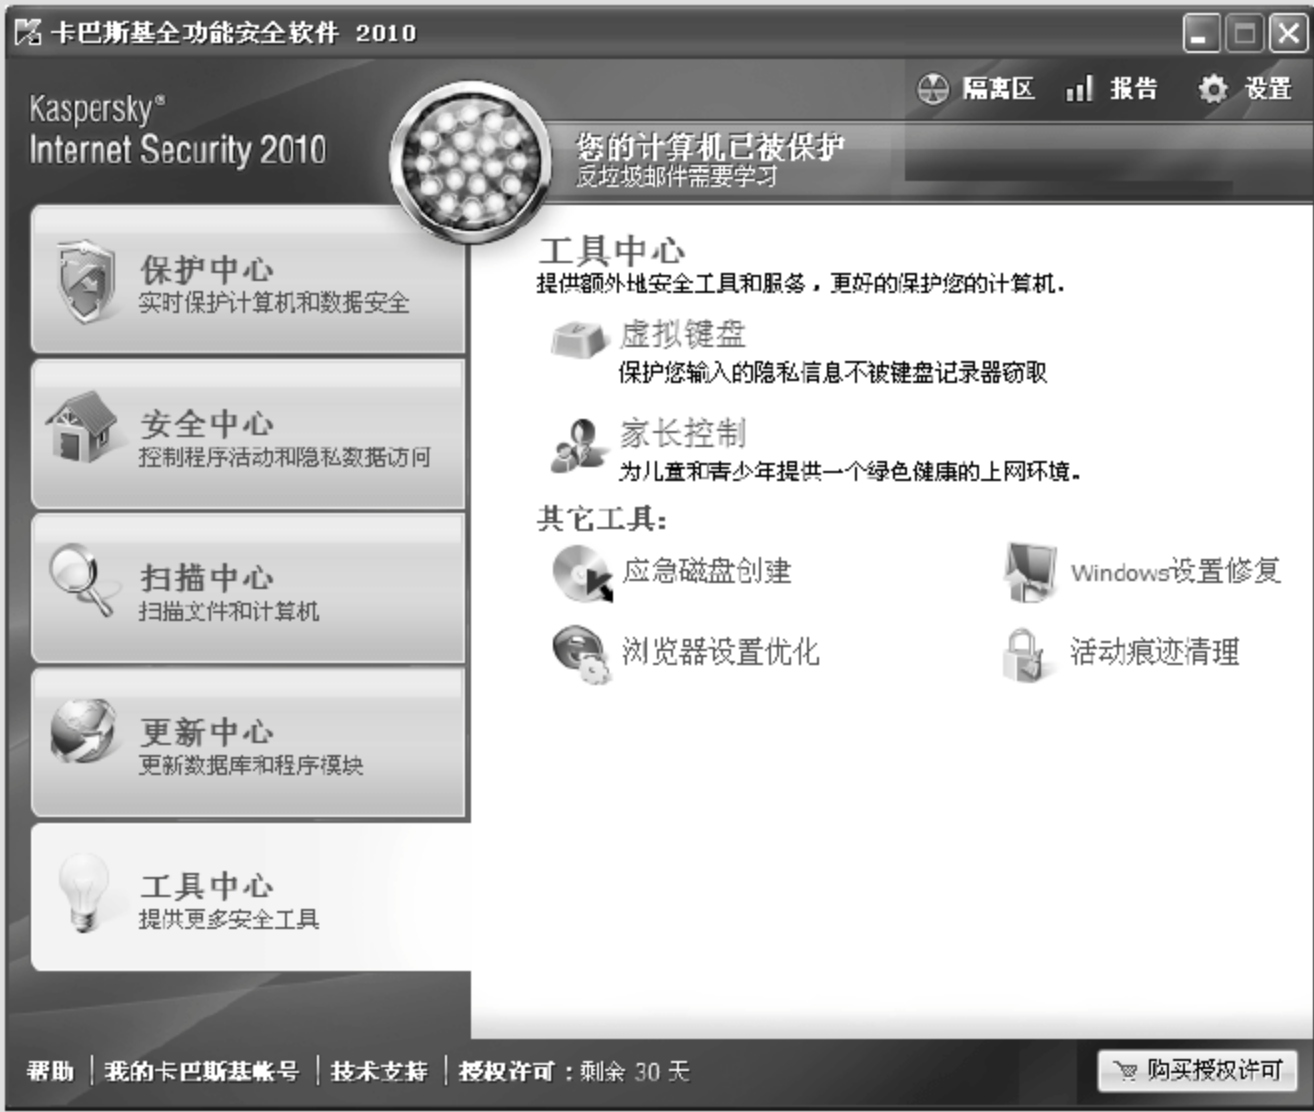 卡巴斯基全功能安全软件 2010
隔离区 报告 设置
Kaspersky®
Internet Security 2010
您的计算机已被保护
反垃圾邮件需要学习
保护中心
实时保护计算机和数据安全
安全中心
控制程序活动和隐私数据访问
扫描中心
扫描文件和计算机
更新中心
更新数据库和程序模块
工具中心
提供更多安全工具
工具中心
提供额外地安全工具和服务，更好的保护您的计算机.
虚拟键盘
保护您输入的隐私信息不被键盘记录器窃取
家长控制
为儿童和青少年提供一个绿色健康的上网环境。
其它工具:
应急磁盘创建 Windows设置修复
浏览器设置优化 活动痕迹清理
帮助 | 我的卡巴斯基帐号 | 技术支持 | 授权许可：剩余 30 天
购买授权许可